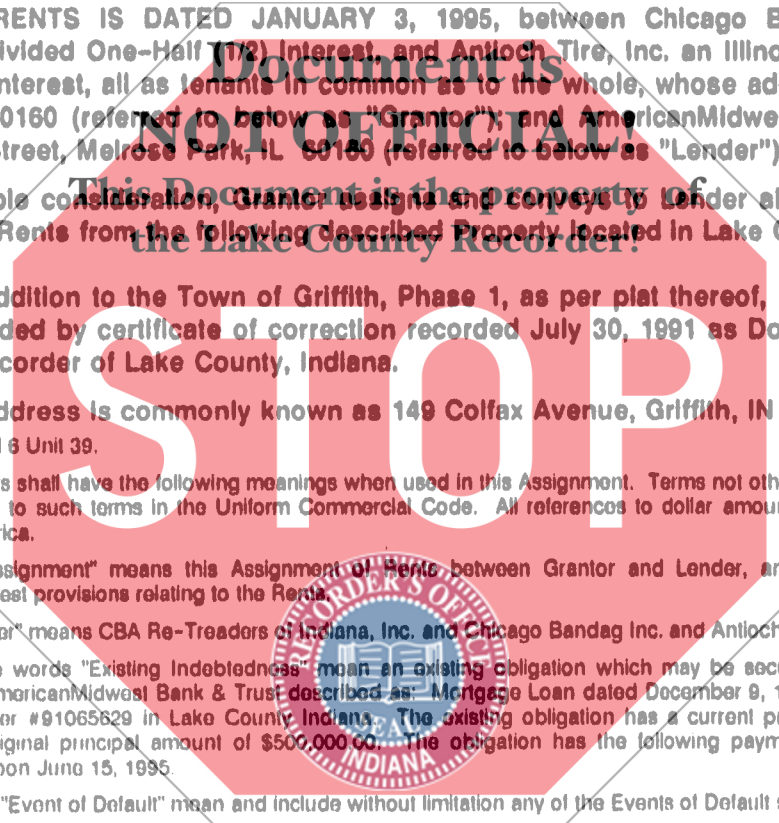 RENTS IS DATED JANUARY 3, 1995, between Chicago B
divided One-Half (1/2) Interest, and Antioch Tire, Inc. an Illino
Document is
nterest, all as tenants in common as to the whole, whose ad
0160 (referred to below as "Grantor"); and AmericanMidwe
NOT OFFICIAL!
treet, Melrose Park, IL 60160 (referred to below as "Lender")
This Document is the property of
ble consideration, Grantor assigns and conveys to Lender al
Rents from the following described Property located in Lake C
the Lake County Recorder!
ddition to the Town of Griffith, Phase 1, as per plat thereof,
ded by certificate of correction recorded July 30, 1991 as Do
corder of Lake County, Indiana.
STOP
ddress is commonly known as 149 Colfax Avenue, Griffith, IN
6 Unit 39.
s shall have the following meanings when used in this Assignment. Terms not oth
to such terms in the Uniform Commercial Code. All references to dollar amou
rica.
ssignment" means this Assignment of Rents between Grantor and Lender, an
est provisions relating to the Rents.
er" means CBA Re-Treaders of Indiana, Inc. and Chicago Bandag Inc. and Antioch
e words "Existing Indebtedness" mean an existing obligation which may be secu
mericanMidwest Bank & Trust described as: Mortgage Loan dated December 9, 1
er #91065629 in Lake County Indiana. The existing obligation has a current pr
iginal principal amount of $500,000.00. The obligation has the following paym
pon June 15, 1995.
"Event of Default" mean and include without limitation any of the Events of Default s
RECORDER'S OFFICE
SEAL
INDIANA